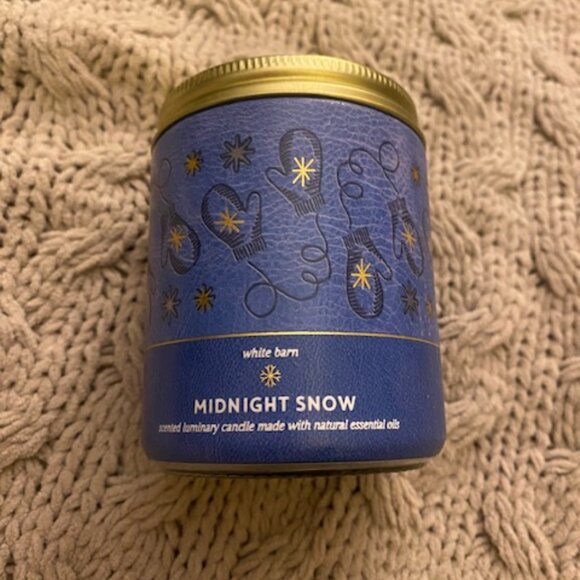 white barn
MIDNIGHT SNOW
scented luminary candle made with natural essential oils